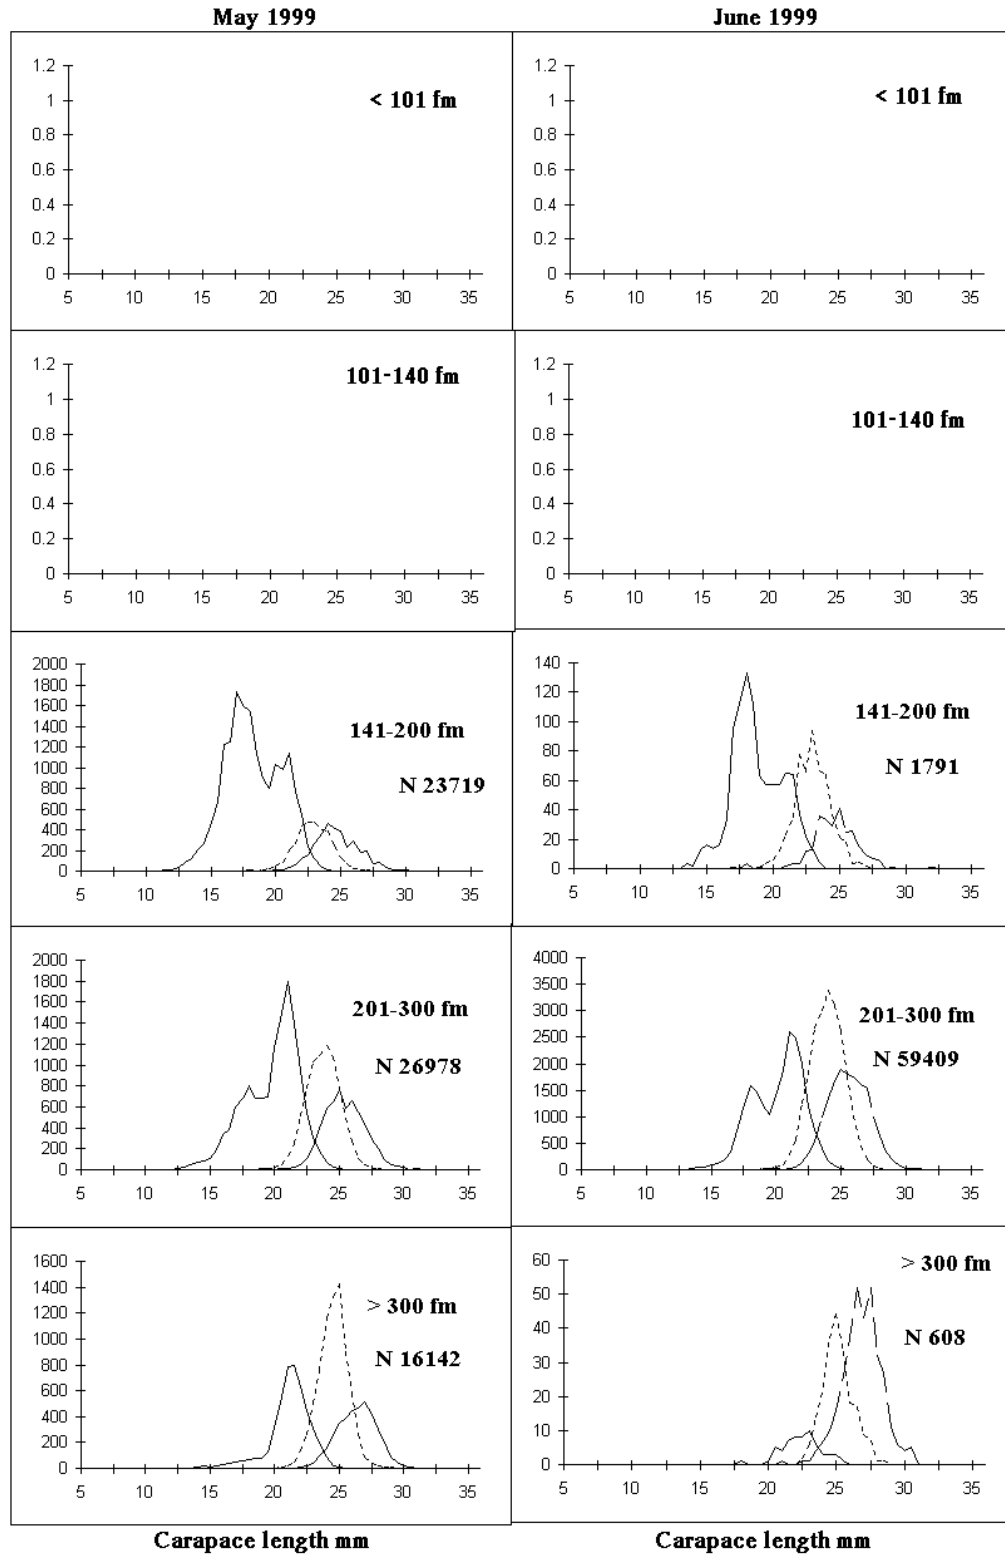 May 1999
June 1999
1.2
1
0.8
0.6
0.4
0.2
0
5 10 15 20 25 30 35
< 101 fm
1.2
1
0.8
0.6
0.4
0.2
0
5 10 15 20 25 30 35
< 101 fm
1.2
1
0.8
0.6
0.4
0.2
0
5 10 15 20 25 30 35
101-140 fm
1.2
1
0.8
0.6
0.4
0.2
0
5 10 15 20 25 30 35
101-140 fm
2000
1800
1600
1400
1200
1000
800
600
400
200
0
5 10 15 20 25 30 35
141-200 fm
N 23719
140
120
100
80
60
40
20
0
5 10 15 20 25 30 35
141-200 fm
N 1791
2000
1800
1600
1400
1200
1000
800
600
400
200
0
5 10 15 20 25 30 35
201-300 fm
N 26978
4000
3500
3000
2500
2000
1500
1000
500
0
5 10 15 20 25 30 35
201-300 fm
N 59409
1600
1400
1200
1000
800
600
400
200
0
5 10 15 20 25 30 35
> 300 fm
N 16142
60
50
40
30
20
10
0
5 10 15 20 25 30 35
> 300 fm
N 608
Carapace length mm
Carapace length mm